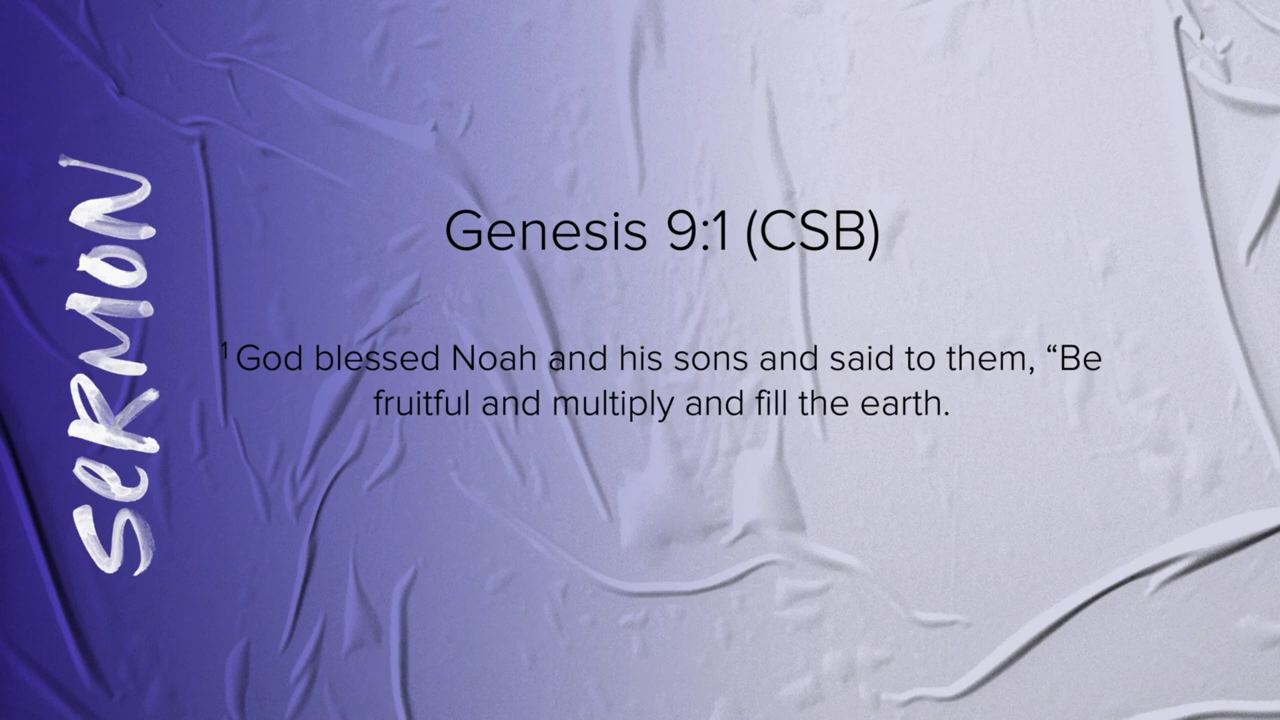 SeRMON
Genesis 9:1 (CSB)
1 God blessed Noah and his sons and said to them, “Be
fruitful and multiply and fill the earth.